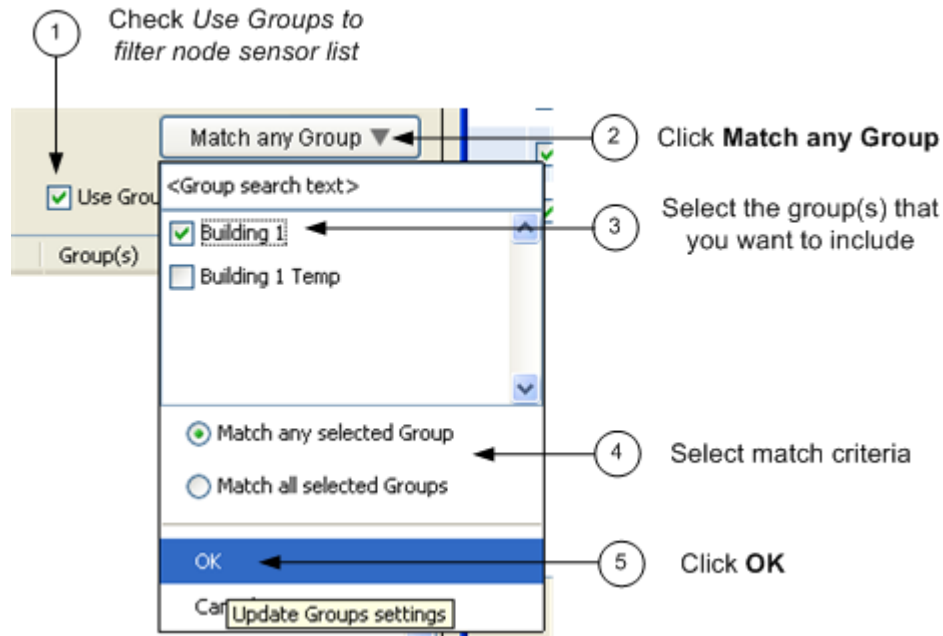 1
Check Use Groups to
filter node sensor list
Match any Group
2
Click Match any Group
Use Grou
<Group search text>
Building 1
3
Select the group(s) that
you want to include
Group(s)
Building 1 Temp
Match any selected Group
4
Select match criteria
Match all selected Groups
OK
5
Click OK
Update Groups settings